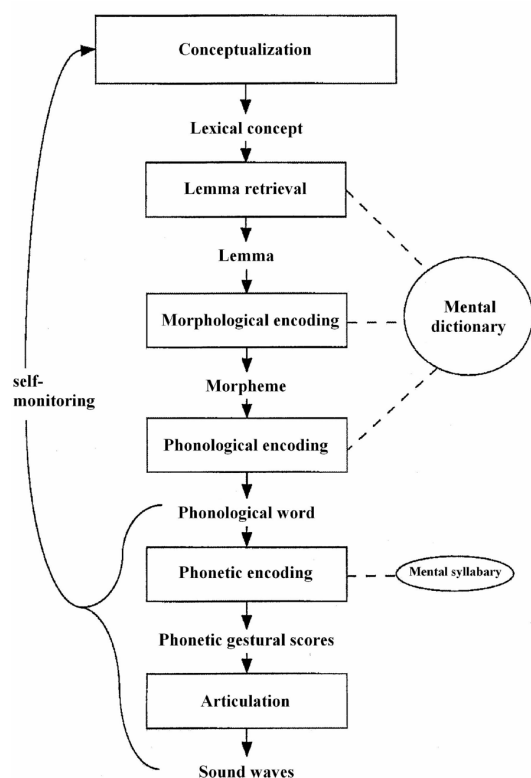 Conceptualization
Lexical concept
Lemma retrieval
Lemma
Mental
dictionary
Morphological encoding
self-
monitoring
Morpheme
Phonological encoding
Phonological word
Phonetic encoding
Mental syllabary
Phonetic gestural scores
Articulation
Sound waves